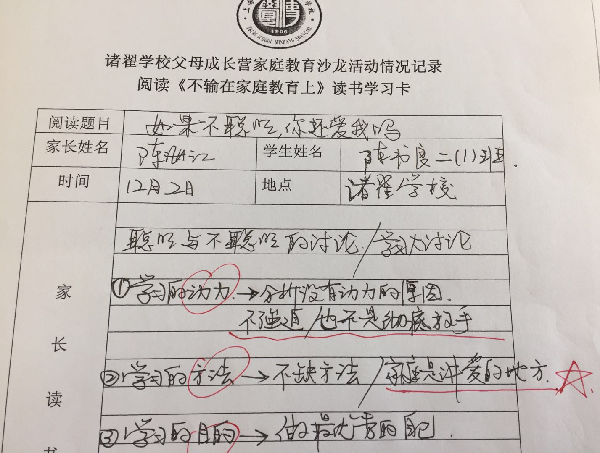 1906
诸翟学校父母成长营家庭教育沙龙活动情况记录
阅读《不输在家庭教育上》读书学习卡
阅读题目 如果不聪明,你还爱我吗
家长姓名 陈 江 学生姓名 陈 良二(1)班.
时间 12月2日 地点 诸翟学校
聪明与不聪明的讨论/学人讨论
家长读书
①学习的动力→分析没有动力的原因.
不强迫/也不是彻底放手
②学习的方法→不缺方法/家庭是讲爱的地方.
③学习的目的→做最优秀的自己.